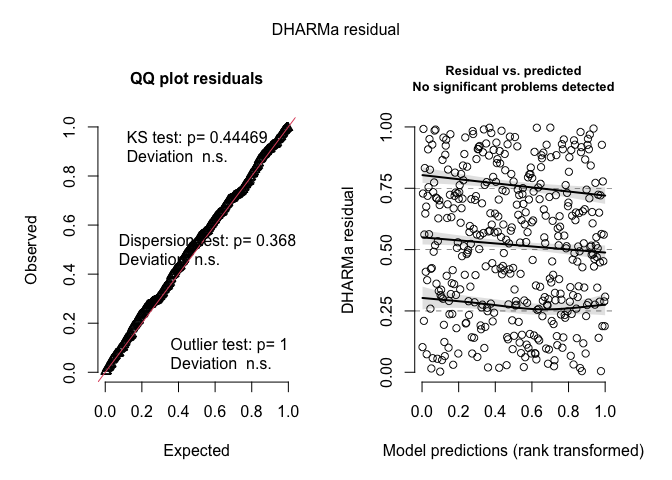 DHARMa residual
QQ plot residuals
KS test: p= 0.44469
Deviation n.s.
Dispersion test: p= 0.368
Deviation n.s.
Outlier test: p= 1
Deviation n.s.
Observed
0.0 0.2 0.4 0.6 0.8 1.0
0.0 0.2 0.4 0.6 0.8 1.0
Expected
Residual vs. predicted
No significant problems detected
DHARMa residual
0.00 0.25 0.50 0.75 1.00
0.0 0.2 0.4 0.6 0.8 1.0
Model predictions (rank transformed)